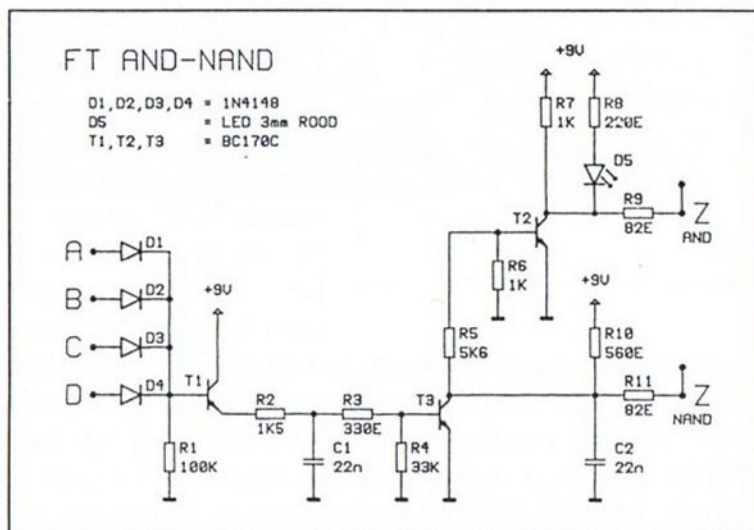 FT AND-NAND
D1,D2,D3,D4 = 1N4148
D5 = LED 3mm ROOD
T1,T2,T3 = BC170C
+9V
R7
1K
R8
220E
D5
T2
R9
82E
Z
AND
A
D1
B
D2
C
D3
D
D4
+9V
T1
R1
100K
R2
1K5
C1
22n
R3
330E
R4
33K
T3
R5
5K6
R6
1K
+9V
R10
560E
R11
82E
Z
NAND
C2
22n